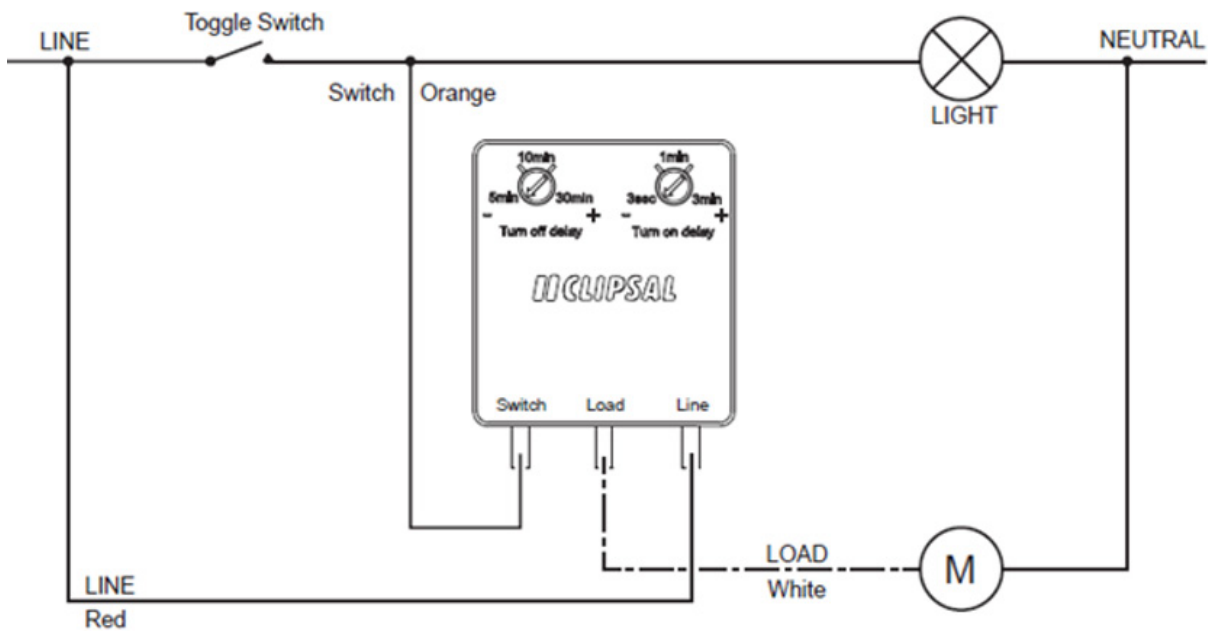 Toggle Switch
LINE
NEUTRAL
Switch Orange
LIGHT
10min
1min
5min
30min
3sec
3min
- +
- +
Turn off delay
Turn on delay
CLIPSAL
Switch Load Line
LOAD
White
M
LINE
Red